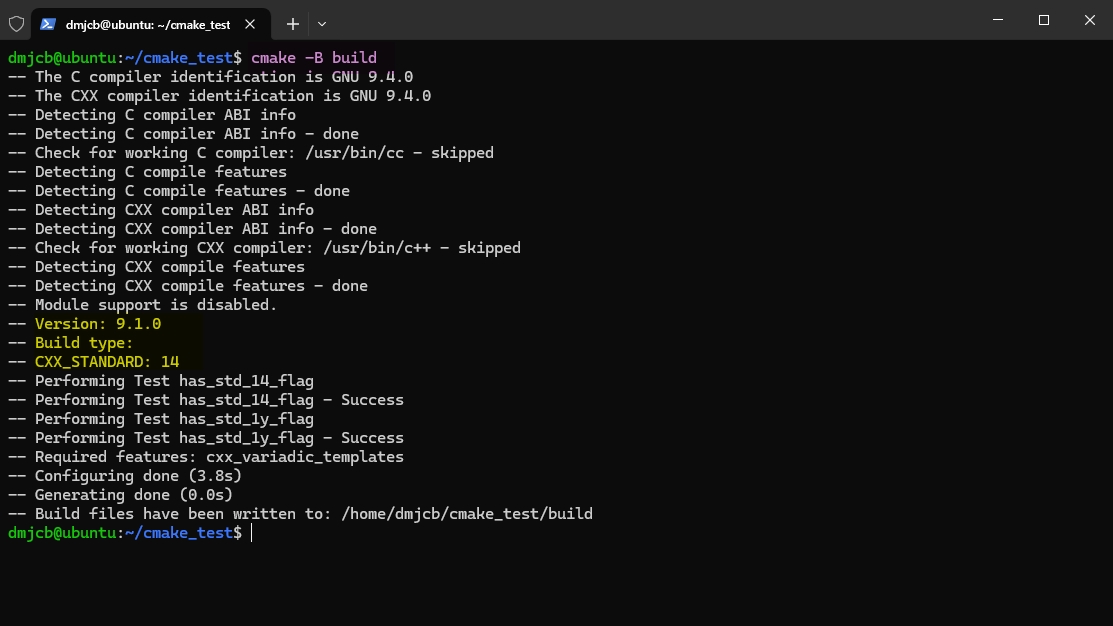 dmjcb@ubuntu: ~/cmake_test
dmjcb@ubuntu:~/cmake_test$ cmake -B build
-- The C compiler identification is GNU 9.4.0
-- The CXX compiler identification is GNU 9.4.0
-- Detecting C compiler ABI info
-- Detecting C compiler ABI info - done
-- Check for working C compiler: /usr/bin/cc - skipped
-- Detecting C compile features
-- Detecting C compile features - done
-- Detecting CXX compiler ABI info
-- Detecting CXX compiler ABI info - done
-- Check for working CXX compiler: /usr/bin/c++ - skipped
-- Detecting CXX compile features
-- Detecting CXX compile features - done
-- Module support is disabled.
-- Version: 9.1.0
-- Build type:
-- CXX_STANDARD: 14
-- Performing Test has_std_14_flag
-- Performing Test has_std_14_flag - Success
-- Performing Test has_std_1y_flag
-- Performing Test has_std_1y_flag - Success
-- Required features: cxx_variadic_templates
-- Configuring done (3.8s)
-- Generating done (0.0s)
-- Build files have been written to: /home/dmjcb/cmake_test/build
dmjcb@ubuntu:~/cmake_test$